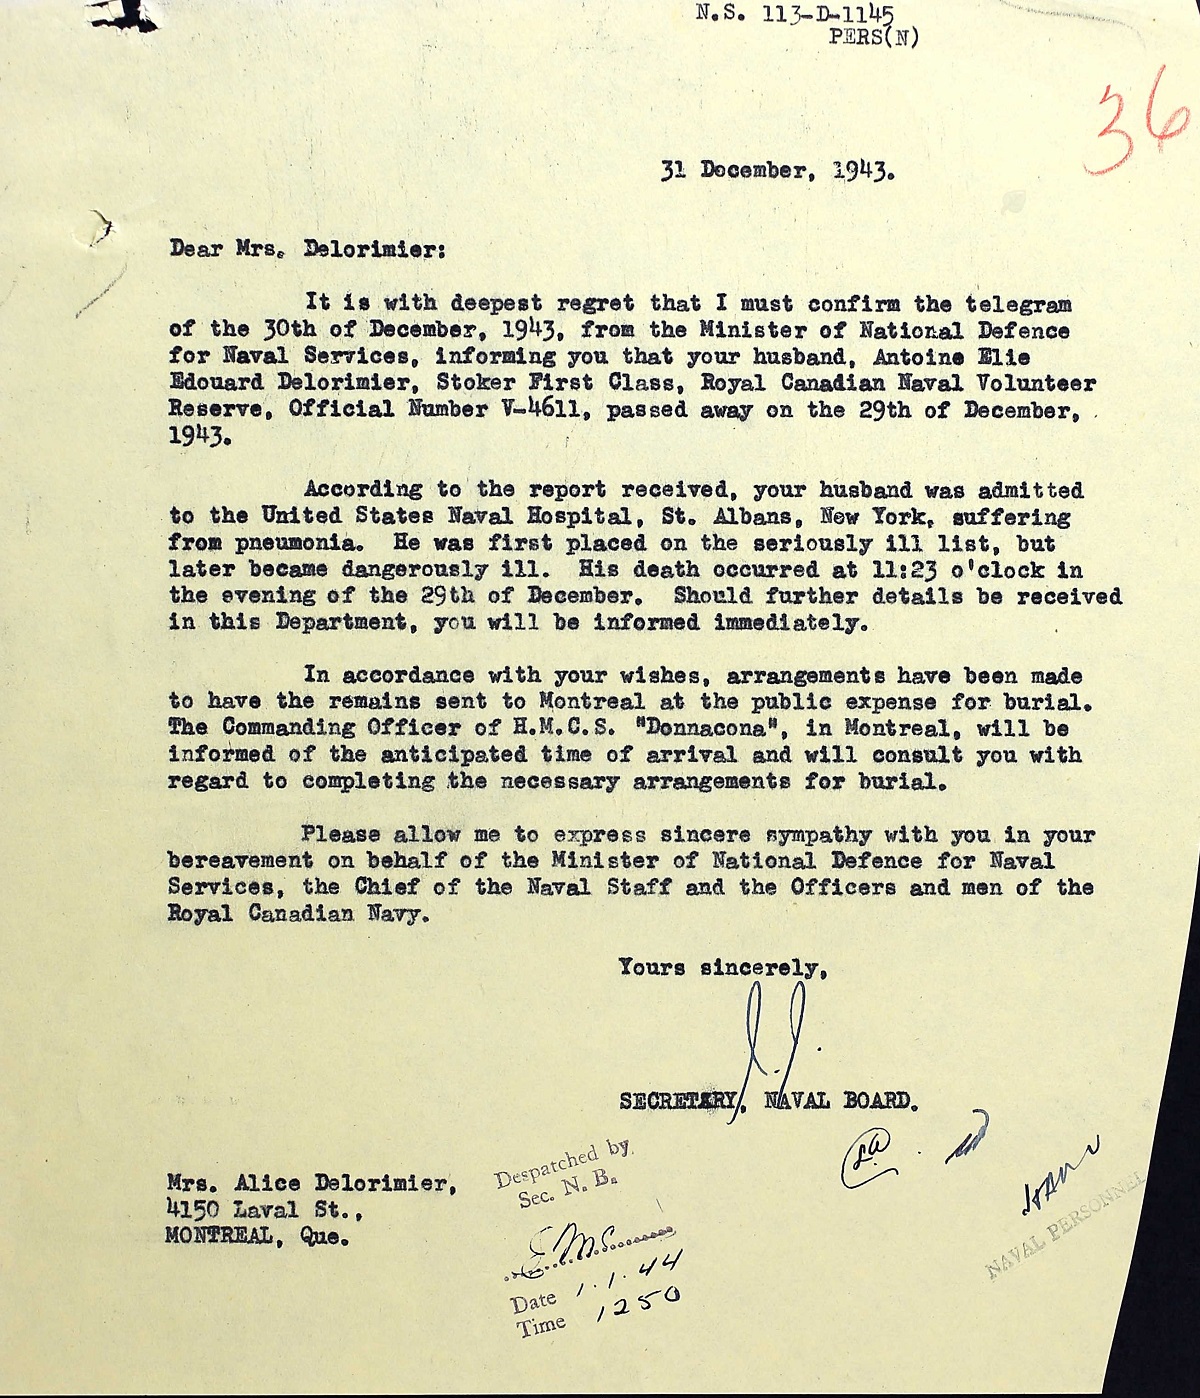 N.S. 113-D-1145
PERS(N)
36
31 December, 1943.
Dear Mrs. Delorimier:
It is with deepest regret that I must confirm the telegram
of the 30th of December, 1943, from the Minister of National Defence
for Naval Services, informing you that your husband, Antoine Elie
Edouard Delorimier, Stoker First Class, Royal Canadian Naval Volunteer
Reserve, Official Number V-4611, passed away on the 29th of December,
1943.
According to the report received, your husband was admitted
to the United States Naval Hospital, St. Albans, New York, suffering
from pneumonia. He was first placed on the seriously ill list, but
later became dangerously ill. His death occurred at 11:23 o'clock in
the evening of the 29th of December. Should further details be received
in this Department, you will be informed immediately.
In accordance with your wishes, arrangements have been made
to have the remains sent to Montreal at the public expense for burial.
The Commanding Officer of H.M.C.S. "Donnacona", in Montreal, will be
informed of the anticipated time of arrival and will consult you with
regard to completing the necessary arrangements for burial.
Please allow me to express sincere sympathy with you in your
bereavement on behalf of the Minister of National Defence for Naval
Services, the Chief of the Naval Staff and the Officers and men of the
Royal Canadian Navy.
Yours sincerely,
SECRETARY, NAVAL BOARD.
Mrs. Alice Delorimier,
4150 Laval St.,
MONTREAL, Que.
Despatched by
Sec. N. B.
Date 1.1.44
Time 1250
NAVAL PERSONNEL